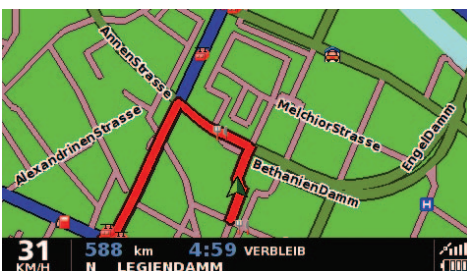 AnnenStrasse
MelchiorStrasse
AlexandrinenStrasse
EngelDamm
BethanienDamm
H
31 588 km 4:59 VERBLEIB
KM/H N LEGIENDAMM